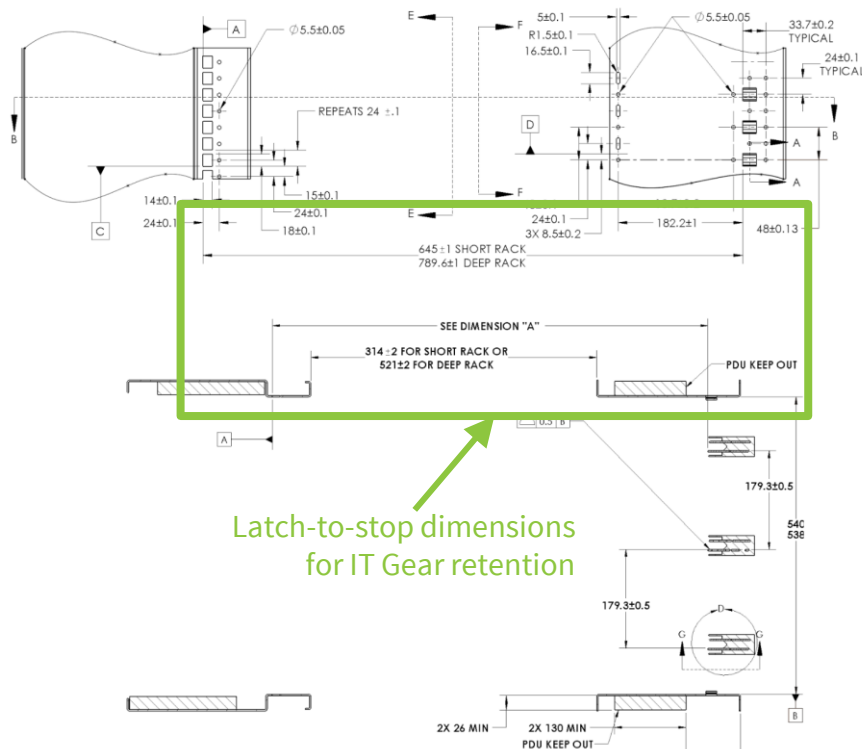 A
∅5.5±0.05
E
F
5±0.1
R1.5±0.1
16.5±0.1
∅5.5±0.05
33.7±0.2
TYPICAL
24±0.1
TYPICAL
B
REPEATS 24 ±.1
D
B
A
A
C
14±0.1
24±0.1
15±0.1
24±0.1
18±0.1
E
F
24±0.1
3X 8.5±0.2
182.2±1
48±0.13
645±1 SHORT RACK
789.6±1 DEEP RACK
SEE DIMENSION "A"
314±2 FOR SHORT RACK OR
521±2 FOR DEEP RACK
PDU KEEP OUT
A
0.5 B
179.3±0.5
Latch-to-stop dimensions
for IT Gear retention
540
538
179.3±0.5
D
G
G
2X 26 MIN
2X 130 MIN
PDU KEEP OUT
B